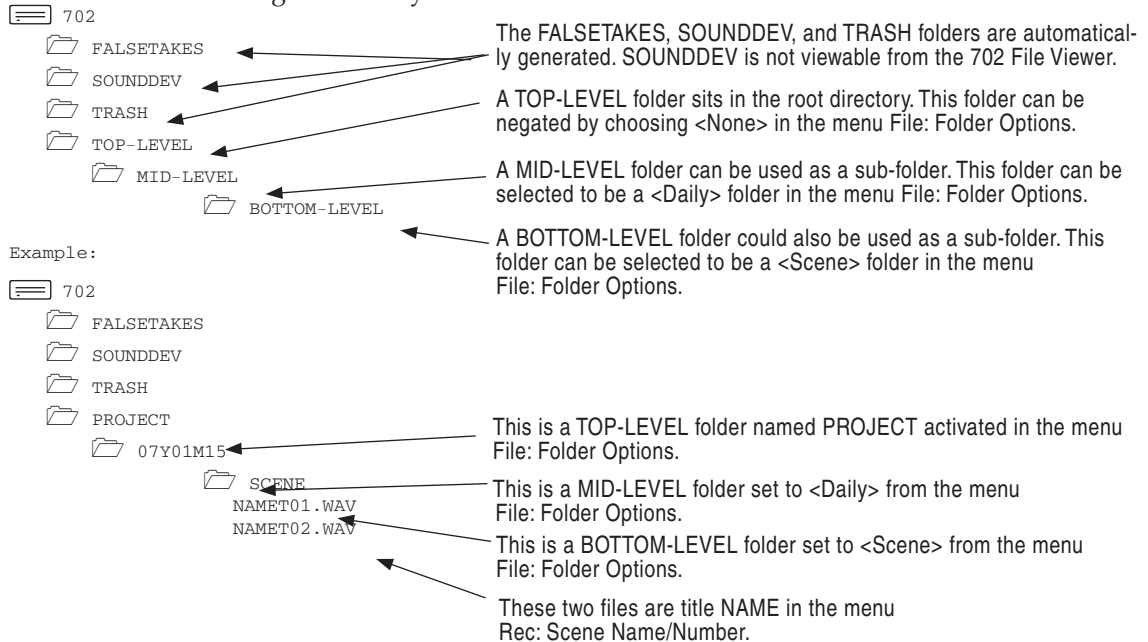 702
FALSETAKES
SOUNDDEV
TRASH
TOP-LEVEL
MID-LEVEL
BOTTOM-LEVEL
The FALSETAKES, SOUNDDEV, and TRASH folders are automatical-
ly generated. SOUNDDEV is not viewable from the 702 File Viewer.
A TOP-LEVEL folder sits in the root directory. This folder can be
negated by choosing <None> in the menu File: Folder Options.
A MID-LEVEL folder can be used as a sub-folder. This folder can be
selected to be a <Daily> folder in the menu File: Folder Options.
A BOTTOM-LEVEL folder could also be used as a sub-folder. This
folder can be selected to be a <Scene> folder in the menu
File: Folder Options.
Example:
702
FALSETAKES
SOUNDDEV
TRASH
PROJECT
07Y01M15
SCENE
NAMET01.WAV
NAMET02.WAV
This is a TOP-LEVEL folder named PROJECT activated in the menu
File: Folder Options.
This is a MID-LEVEL folder set to <Daily> from the menu
File: Folder Options.
This is a BOTTOM-LEVEL folder set to <Scene> from the menu
File: Folder Options.
These two files are title NAME in the menu
Rec: Scene Name/Number.